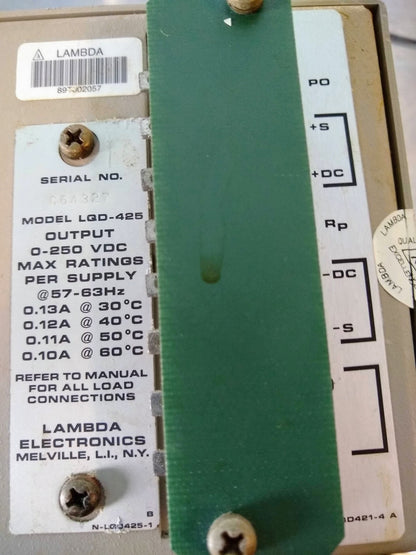 LAMBDA
SERIAL NO.
MODEL LQD-425
OUTPUT
0-250 VDC
MAX RATINGS
PER SUPPLY
@57-63Hz
0.13A @ 30°C
0.12A @ 40°C
0.11A @ 50°C
0.10A @ 60°C
REFER TO MANUAL
FOR ALL LOAD
CONNECTIONS
LAMBDA
ELECTRONICS
MELVILLE, L.I., N.Y.
B
PO
+S
+DC
Rp
-DC
-S
LAMBDA
LAMBDA